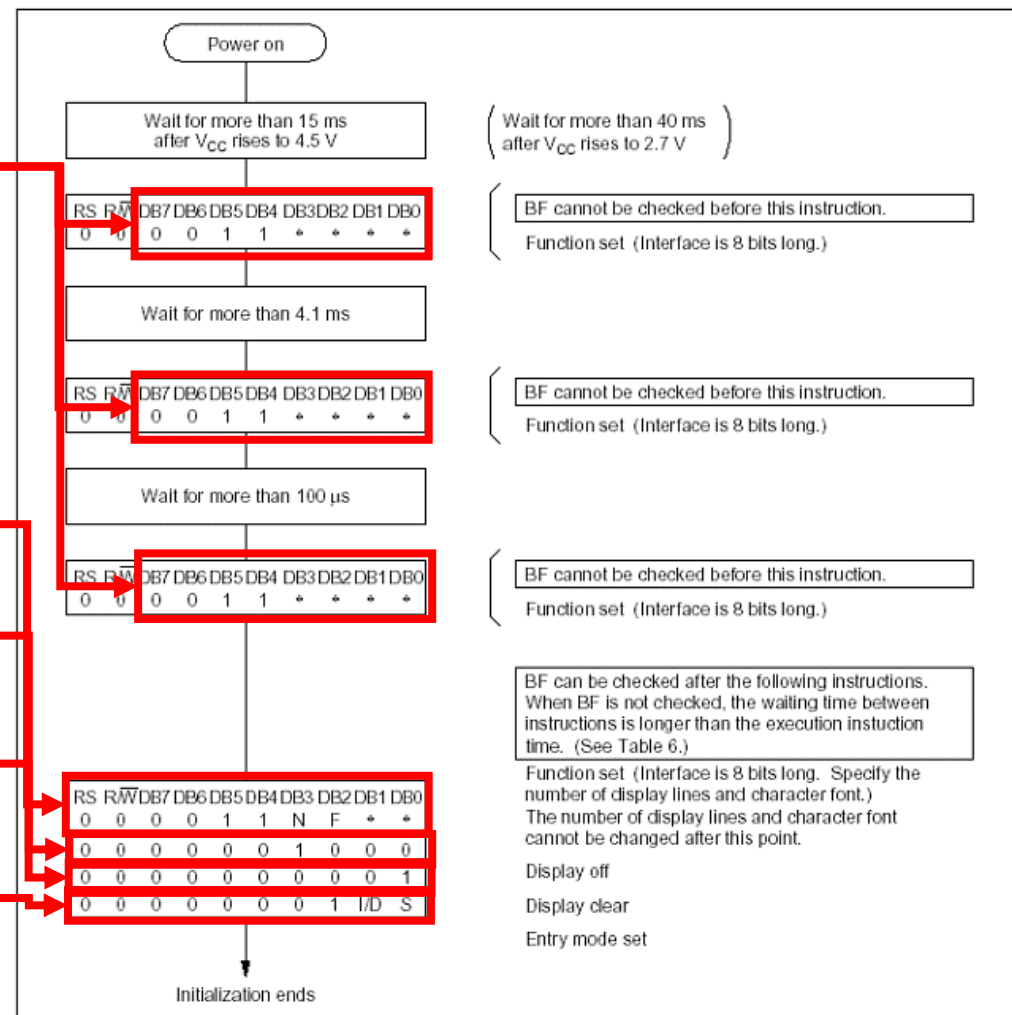 Power on
Wait for more than 15 ms
after VCC rises to 4.5 V
Wait for more than 40 ms
after VCC rises to 2.7 V
RS R/W̅ DB7 DB6 DB5 DB4 DB3 DB2 DB1 DB0
0 0 0 0 1 1 * * * *
BF cannot be checked before this instruction.
Function set (Interface is 8 bits long.)
Wait for more than 4.1 ms
RS R/W̅ DB7 DB6 DB5 DB4 DB3 DB2 DB1 DB0
0 0 0 0 1 1 * * * *
BF cannot be checked before this instruction.
Function set (Interface is 8 bits long.)
Wait for more than 100 µs
RS R/W̅ DB7 DB6 DB5 DB4 DB3 DB2 DB1 DB0
0 0 0 0 1 1 * * * *
BF cannot be checked before this instruction.
Function set (Interface is 8 bits long.)
BF can be checked after the following instructions.
When BF is not checked, the waiting time between
instructions is longer than the execution instuction
time. (See Table 6.)
RS R/W̅ DB7 DB6 DB5 DB4 DB3 DB2 DB1 DB0
0 0 0 0 1 1 N F * *
0 0 0 0 0 0 1 0 0 0
0 0 0 0 0 0 0 0 0 1
0 0 0 0 0 0 0 1 I/D S
Function set (Interface is 8 bits long. Specify the
number of display lines and character font.)
The number of display lines and character font
cannot be changed after this point.
Display off
Display clear
Entry mode set
Initialization ends